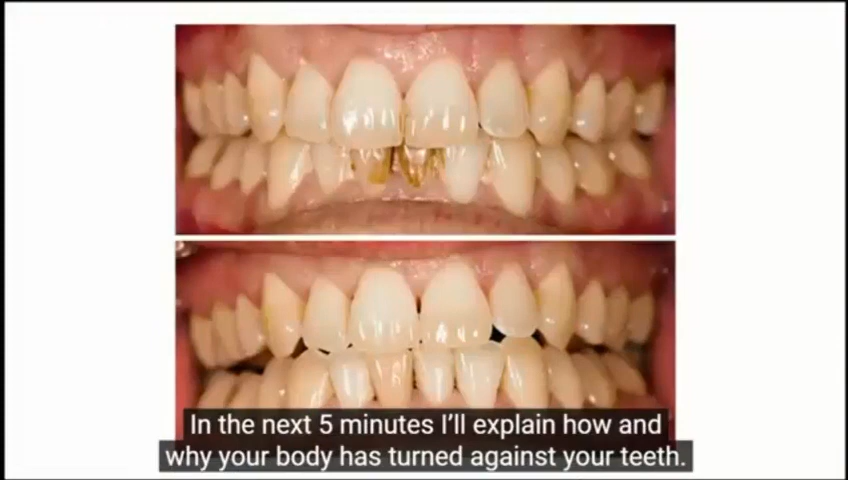 In the next 5 minutes I'll explain how and
why your body has turned against your teeth.